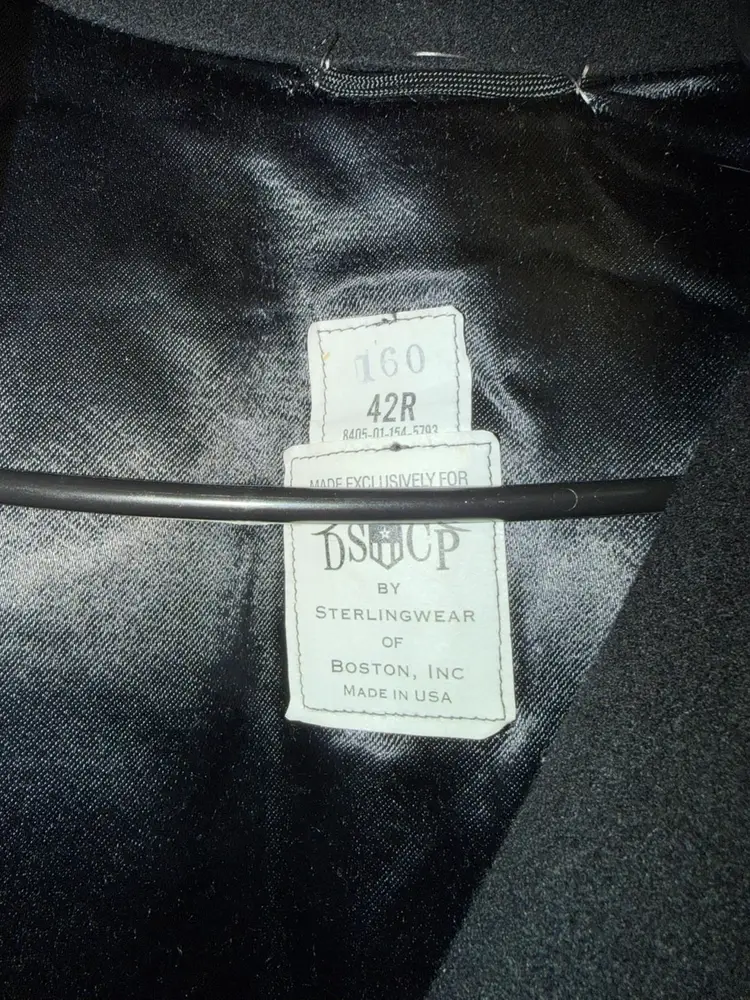 160
42R
8405-01-154-5793
MADE EXCLUSIVELY FOR
DSCP
BY
STERLINGWEAR
OF
BOSTON, INC
MADE IN USA